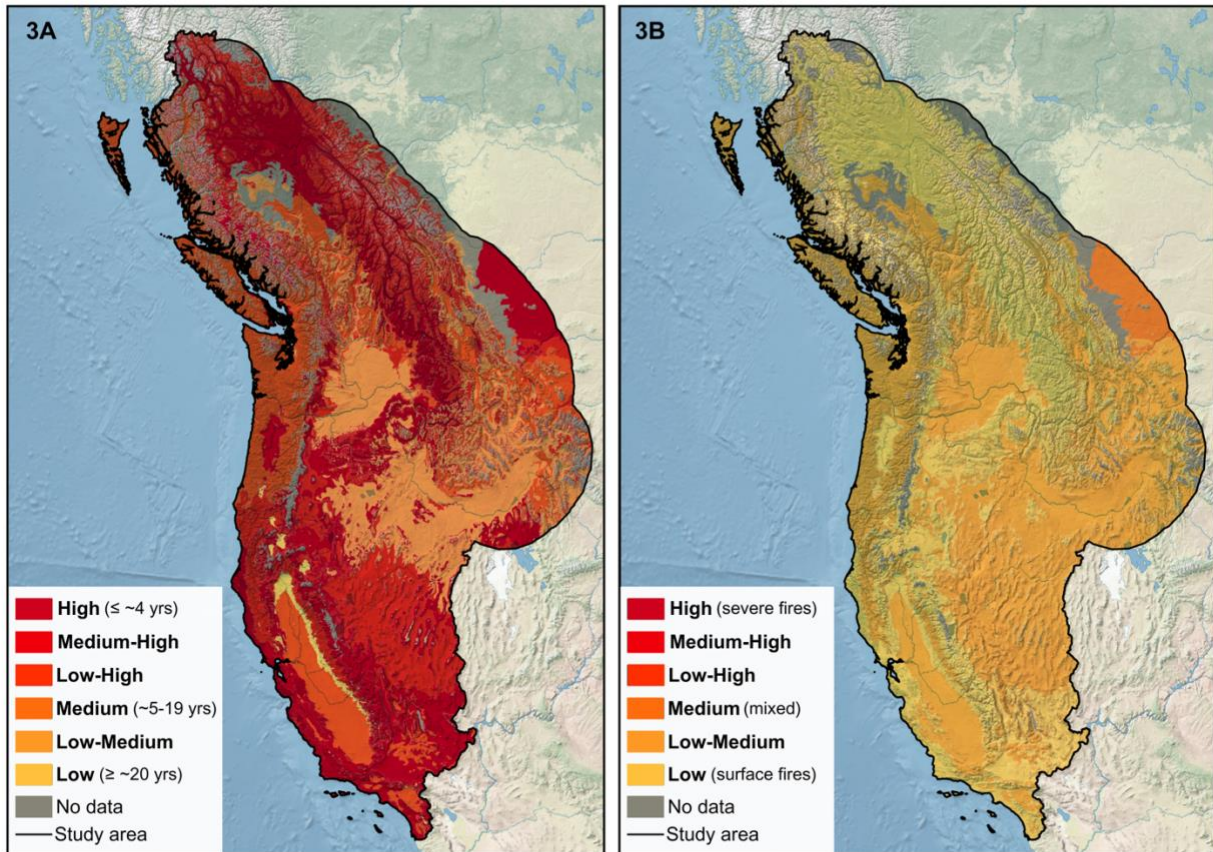 3A
High (≤ ~4 yrs)
Medium-High
Low-High
Medium (~5-19 yrs)
Low-Medium
Low (≥ ~20 yrs)
No data
Study area
3B
High (severe fires)
Medium-High
Low-High
Medium (mixed)
Low-Medium
Low (surface fires)
No data
Study area